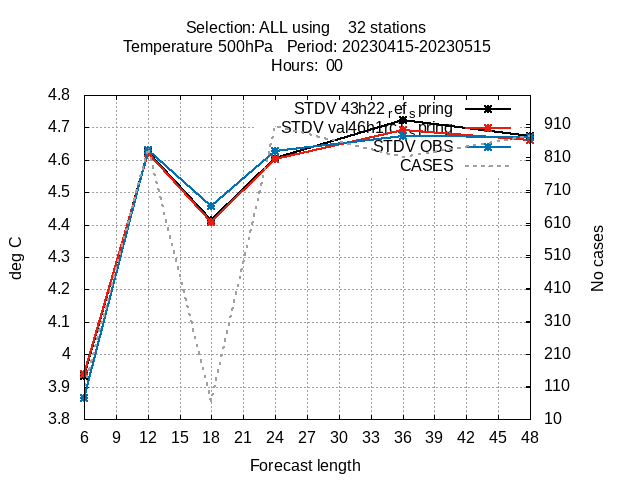 Selection: ALL using 32 stations
Temperature 500hPa Period: 20230415-20230515
Hours: 00
STDV 43h22refspring
STDV OBS
CASES
deg C
No cases
4.8
4.7
4.6
4.5
4.4
4.3
4.2
4.1
4
3.9
3.8
910
810
710
610
510
410
310
210
110
10
6 9 12 15 18 21 24 27 30 33 36 39 42 45 48
Forecast length